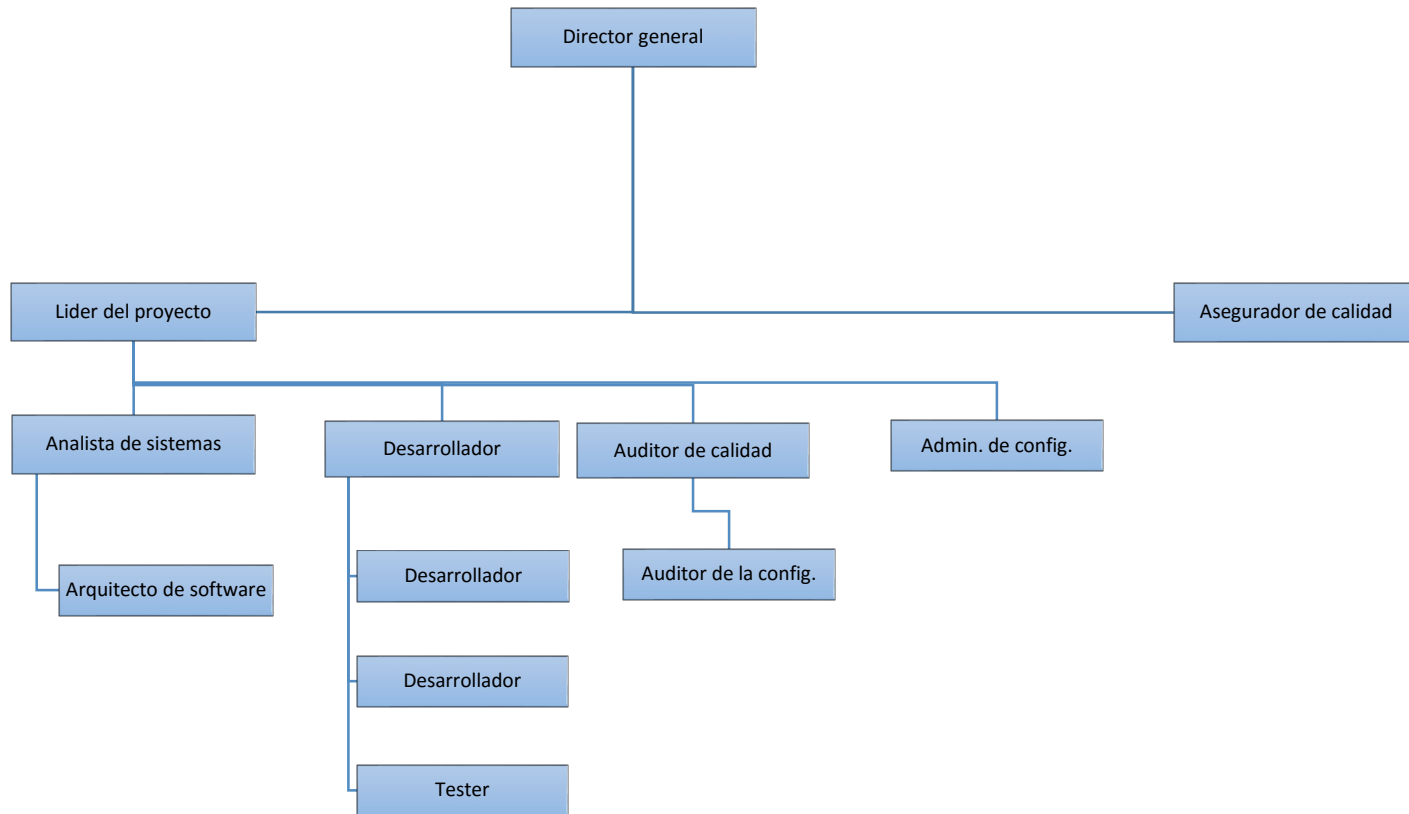 Director general
Lider del proyecto
Asegurador de calidad
Analista de sistemas
Desarrollador
Auditor de calidad
Admin. de config.
Arquitecto de software
Desarrollador
Auditor de la config.
Desarrollador
Tester